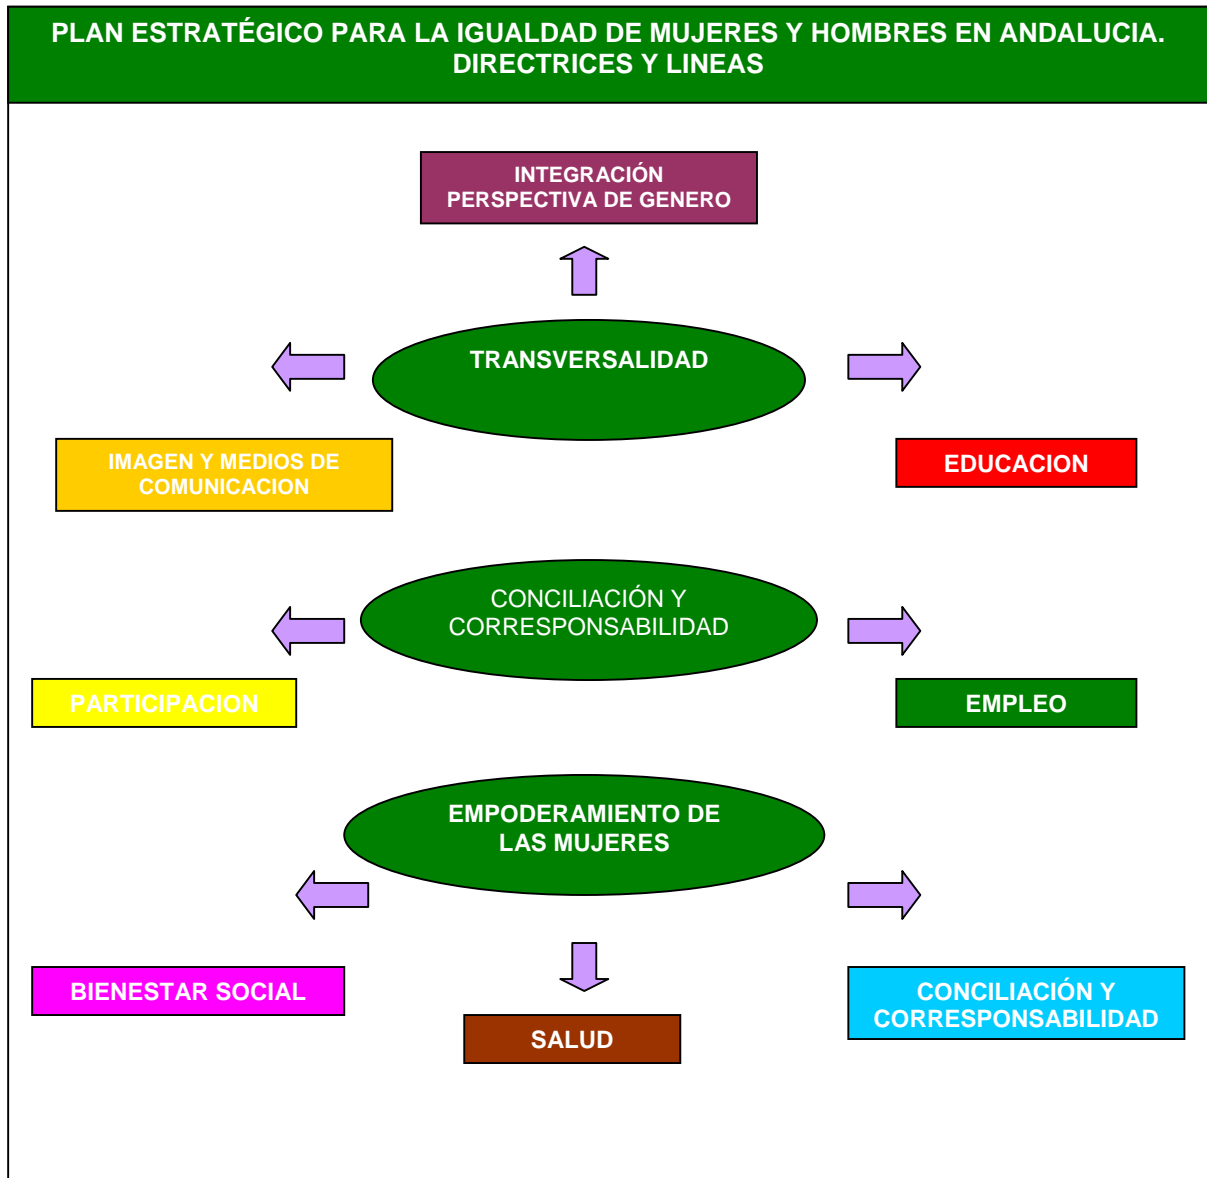 PLAN ESTRATÉGICO PARA LA IGUALDAD DE MUJERES Y HOMBRES EN ANDALUCIA.
DIRECTRICES Y LINEAS
INTEGRACIÓN
PERSPECTIVA DE GENERO
TRANSVERSALIDAD
IMAGEN Y MEDIOS DE
COMUNICACION
EDUCACION
CONCILIACIÓN Y
CORRESPONSABILIDAD
PARTICIPACION
EMPLEO
EMPODERAMIENTO DE
LAS MUJERES
BIENESTAR SOCIAL
SALUD
CONCILIACIÓN Y
CORRESPONSABILIDAD